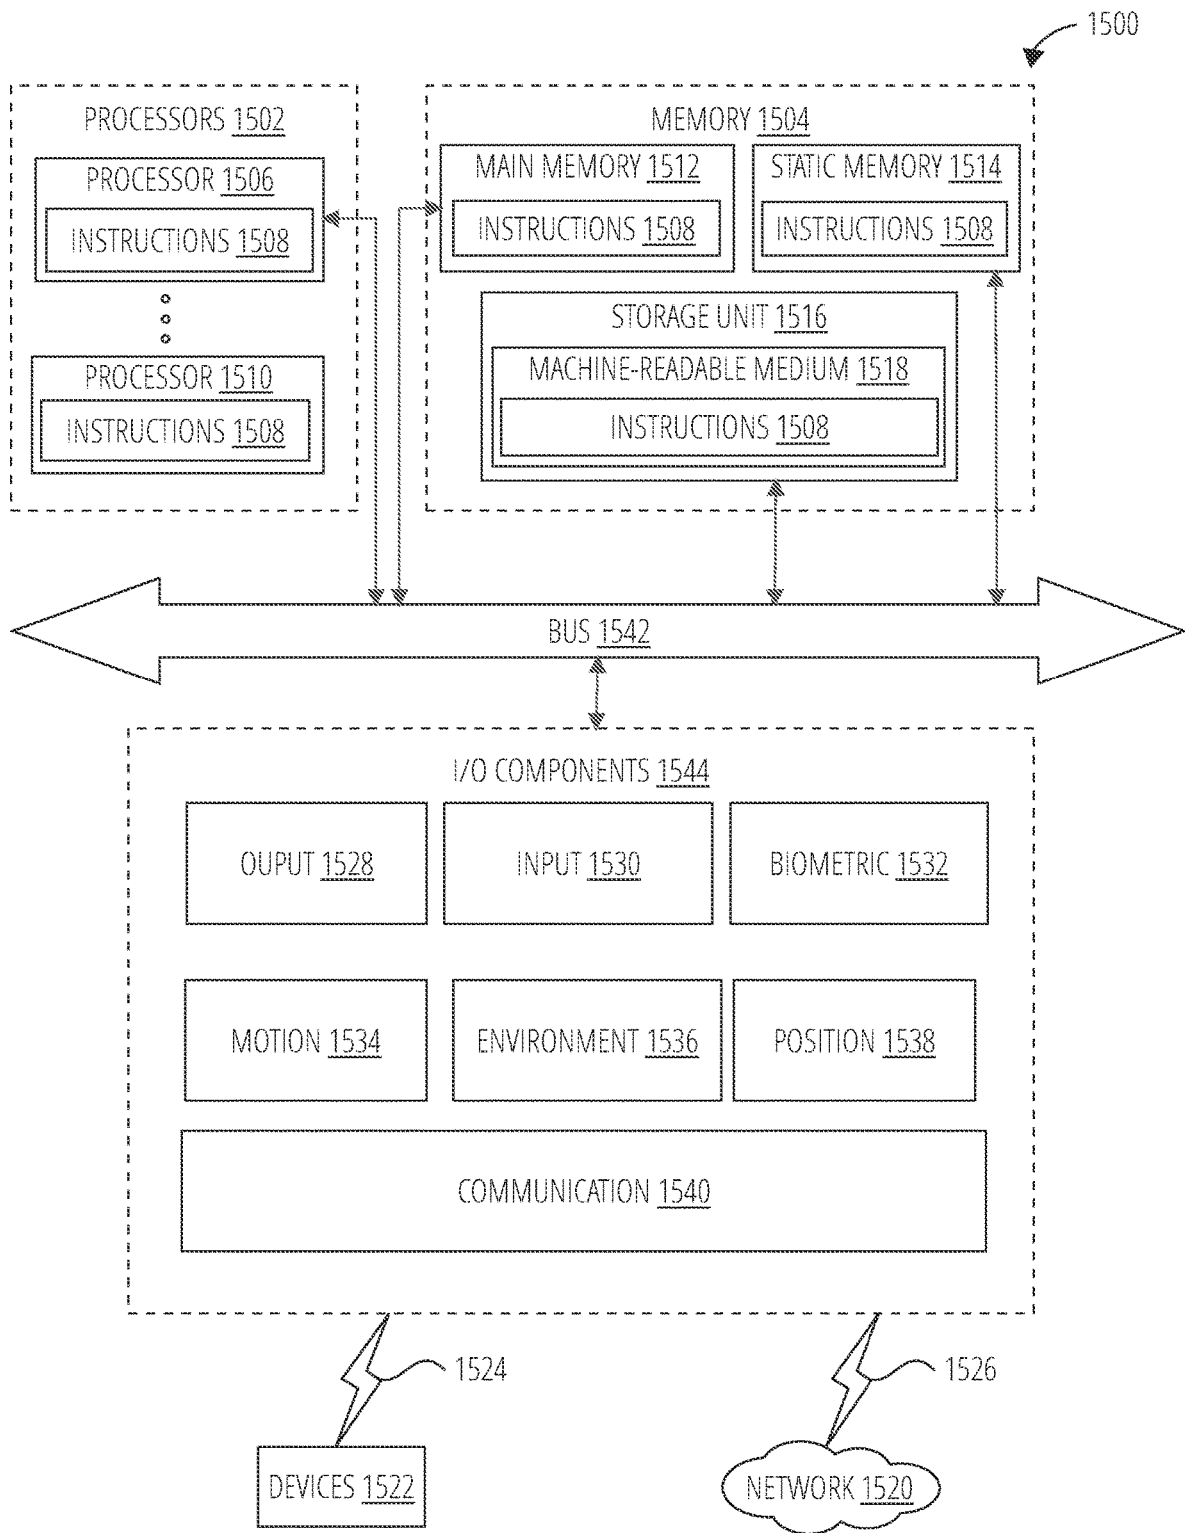 1500
PROCESSORS 1502
PROCESSOR 1506
INSTRUCTIONS 1508
PROCESSOR 1510
INSTRUCTIONS 1508
MEMORY 1504
MAIN MEMORY 1512
INSTRUCTIONS 1508
STATIC MEMORY 1514
INSTRUCTIONS 1508
STORAGE UNIT 1516
MACHINE-READABLE MEDIUM 1518
INSTRUCTIONS 1508
BUS 1542
I/O COMPONENTS 1544
OUPUT 1528
INPUT 1530
BIOMETRIC 1532
MOTION 1534
ENVIRONMENT 1536
POSITION 1538
COMMUNICATION 1540
1524
1526
DEVICES 1522
NETWORK 1520